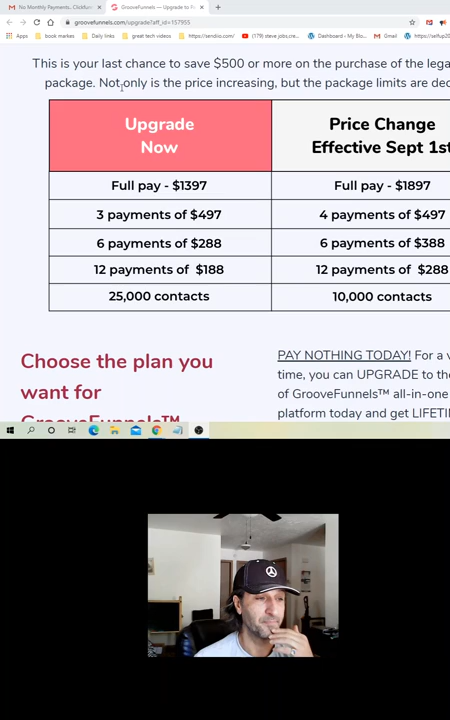 No Monthly Payments.. Clickfun
GrooveFunnels — Upgrade to F
groovefunnels.com/upgrade?aff_id=157955
Apps book markes Daily links great tech videos https://sendiio.com/ (179) steve jobs,cre... Dashboard ‹ My Blo... Gmail https://selfup20
This is your last chance to save $500 or more on the purchase of the lega
package. Not only is the price increasing, but the package limits are dec
Upgrade Now
Price Change Effective Sept 1st
Full pay - $1397 Full pay - $1897
3 payments of $497 4 payments of $497
6 payments of $288 6 payments of $388
12 payments of $188 12 payments of $288
25,000 contacts 10,000 contacts
Choose the plan you
want for
GrooveFunnels™
PAY NOTHING TODAY! For a v
time, you can UPGRADE to the
of GrooveFunnels™ all-in-one
platform today and get LIFETI